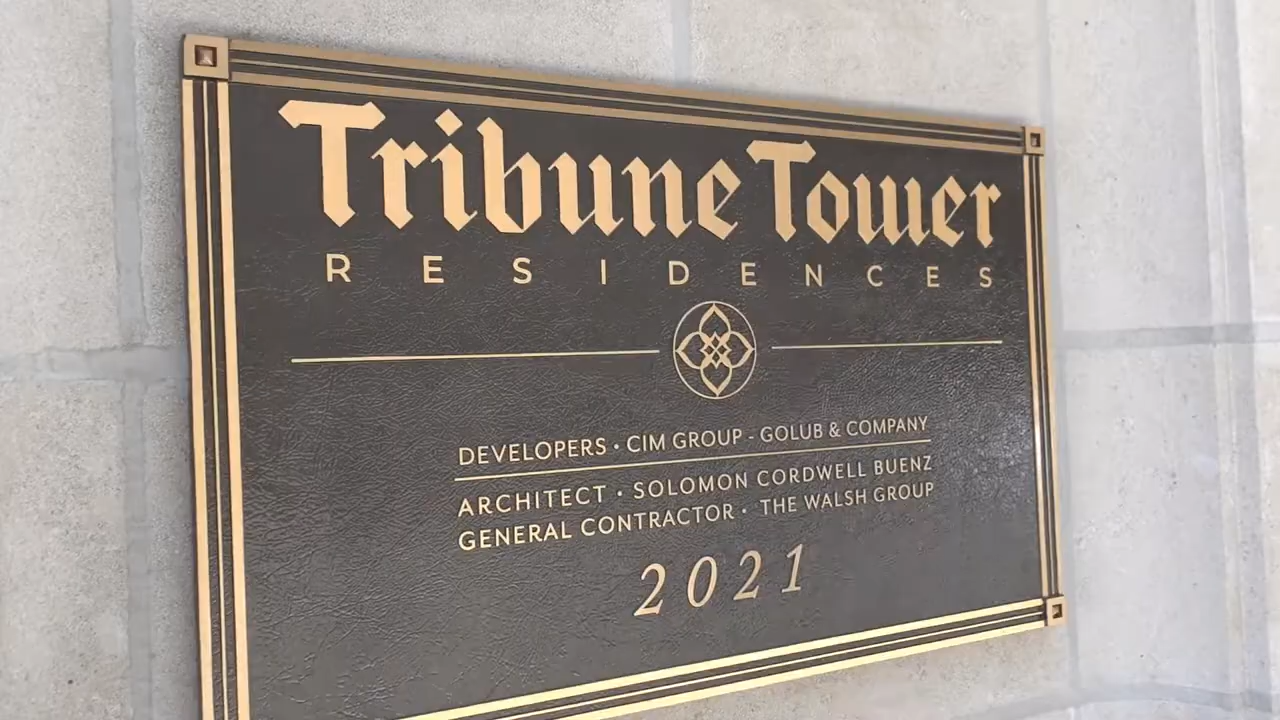 Tribune Tower
RESIDENCES
DEVELOPERS • CIM GROUP - GOLUB & COMPANY
ARCHITECT • SOLOMON CORDWELL BUENZ
GENERAL CONTRACTOR • THE WALSH GROUP
2021